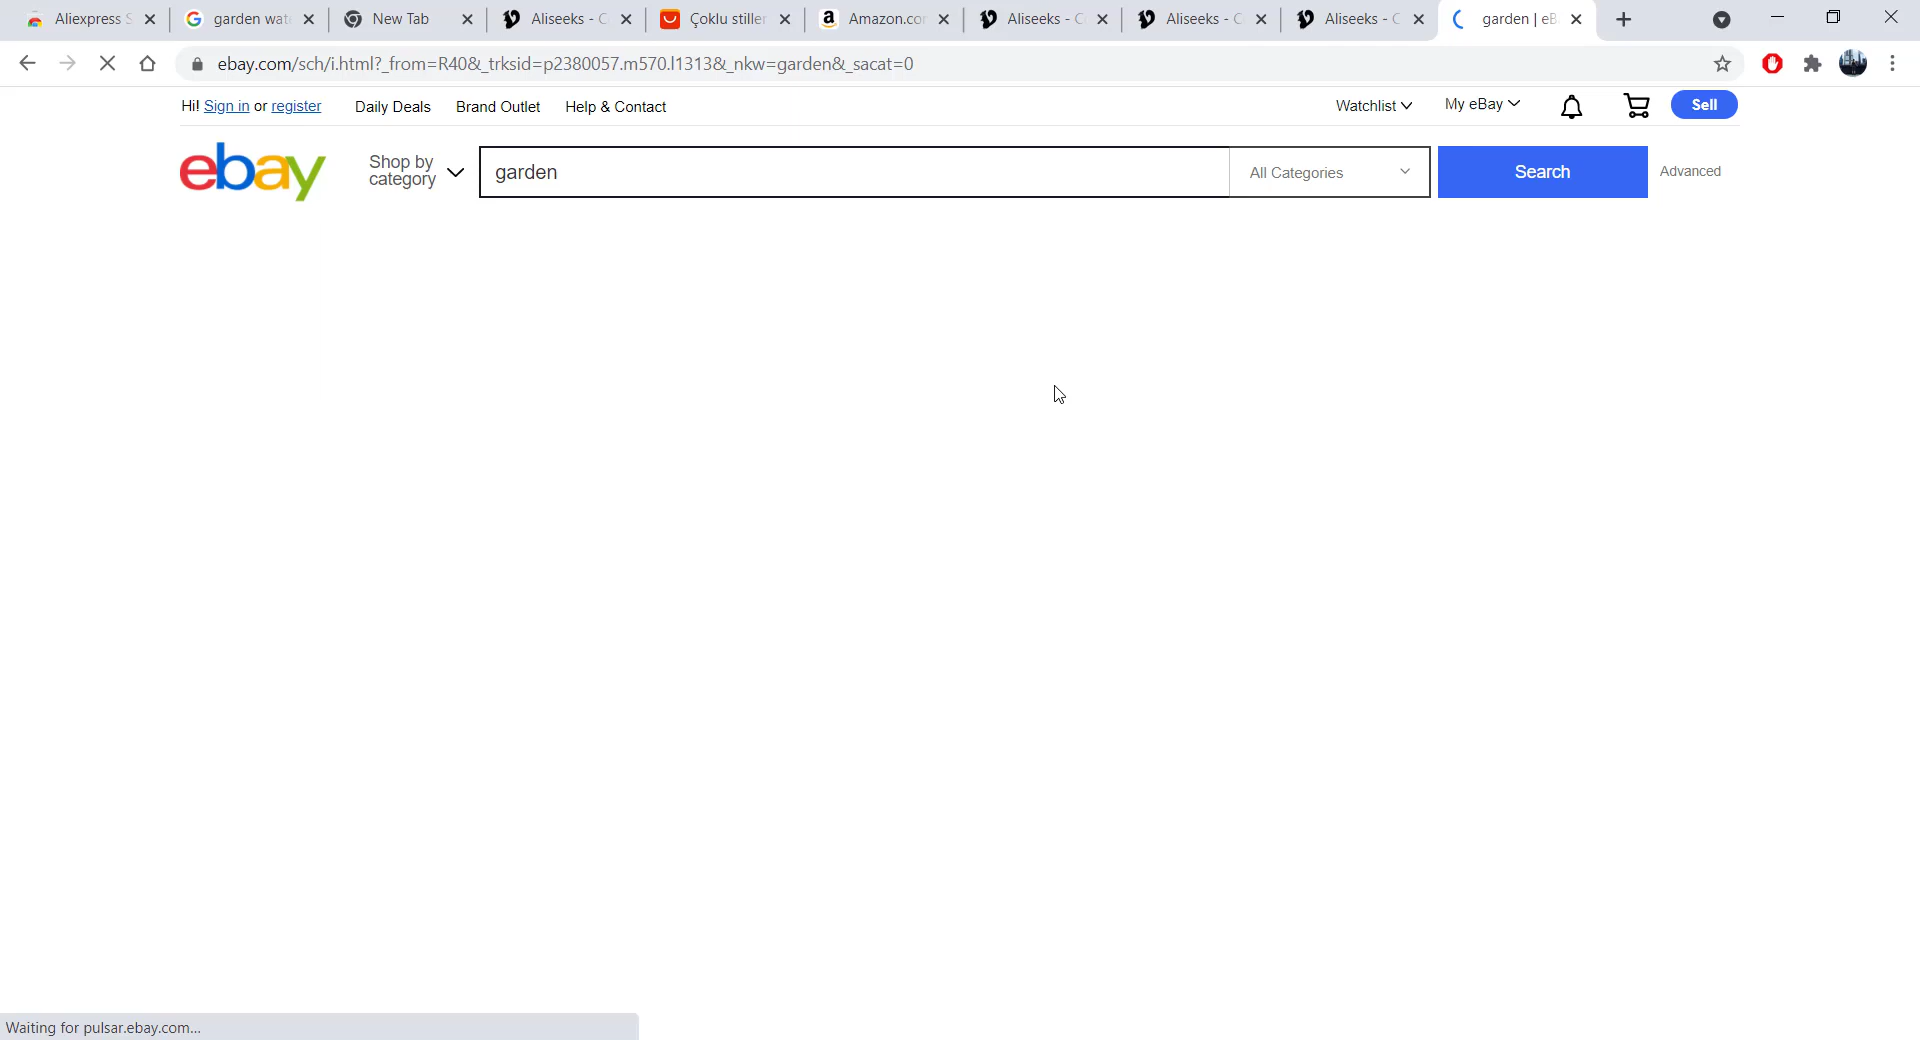 Aliexpress S
garden wat
New Tab
Aliseeks - C
Çoklu stiller
Amazon.co
Aliseeks - C
Aliseeks - C
Aliseeks - C
garden | eB
ebay.com/sch/i.html?_from=R40&_trksid=p2380057.m570.l1313&_nkw=garden&_sacat=0
Hi! Sign in or register Daily Deals Brand Outlet Help & Contact Watchlist My eBay Sell
ebay
Shop by
category
garden All Categories Search Advanced
Waiting for pulsar.ebay.com...